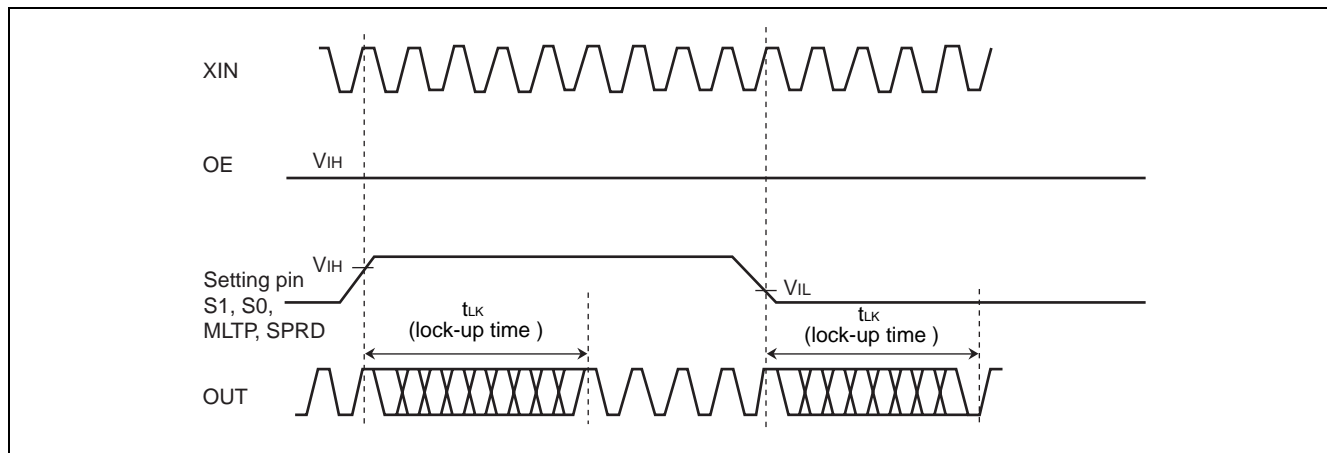 XIN
OE
VIH
VIH
Setting pin
S1, S0,
MLTP, SPRD
VIL
tLK
(lock-up time )
tLK
(lock-up time )
OUT